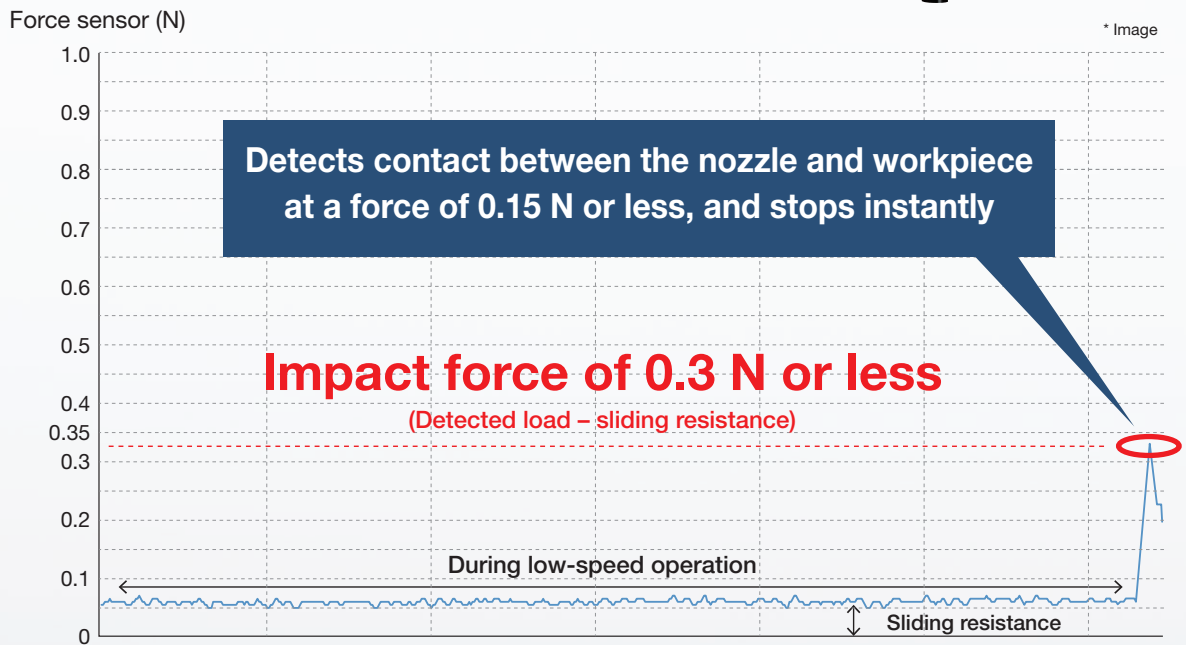 Force sensor (N)
* Image
1.0
0.9
0.8
0.7
0.6
0.5
0.4
0.35
0.3
0.2
0.1
0
Detects contact between the nozzle and workpiece
at a force of 0.15 N or less, and stops instantly
Impact force of 0.3 N or less
(Detected load – sliding resistance)
During low-speed operation
Sliding resistance